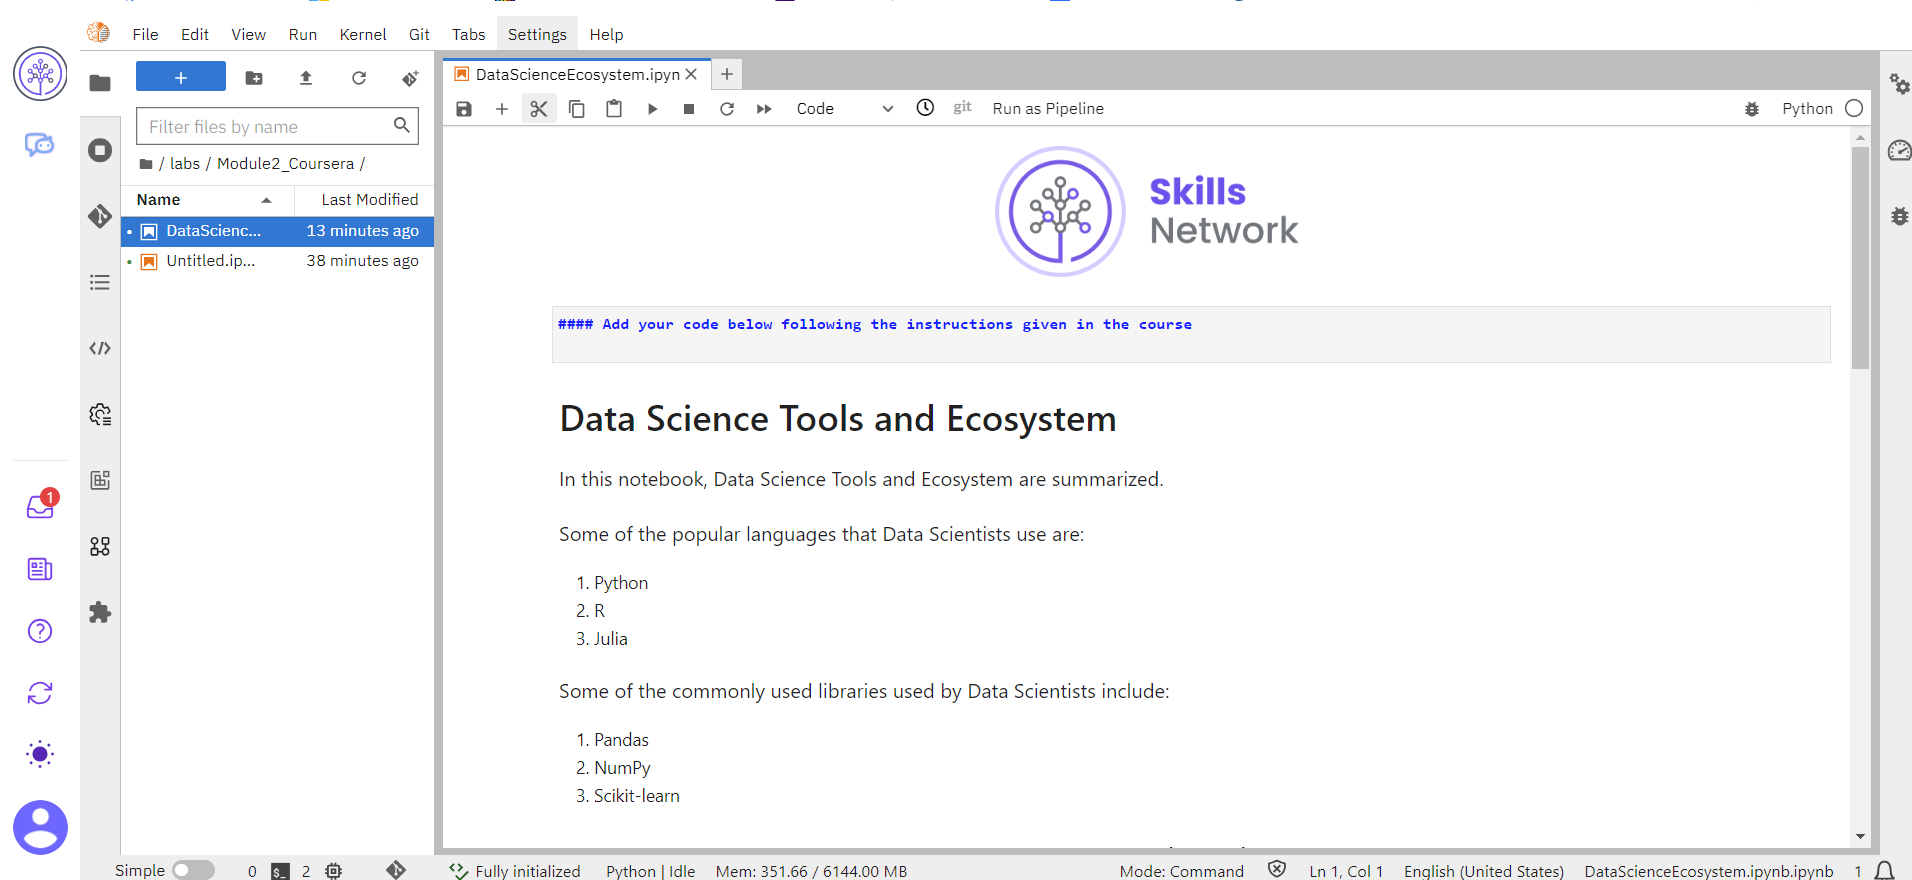 File Edit View Run Kernel Git Tabs Settings Help
+
Filter files by name
/ labs / Module2_Coursera /
Name Last Modified
DataScienc... 13 minutes ago
Untitled.ip... 38 minutes ago
DataScienceEcosystem.ipyn
Code git Run as Pipeline Python
Skills
Network
#### Add your code below following the instructions given in the course
Data Science Tools and Ecosystem
In this notebook, Data Science Tools and Ecosystem are summarized.
Some of the popular languages that Data Scientists use are:
1. Python
2. R
3. Julia
Some of the commonly used libraries used by Data Scientists include:
1. Pandas
2. NumPy
3. Scikit-learn
1
Simple 0 $_ 2 Fully initialized Python | Idle Mem: 351.66 / 6144.00 MB Mode: Command Ln 1, Col 1 English (United States) DataScienceEcosystem.ipynb.ipynb 1